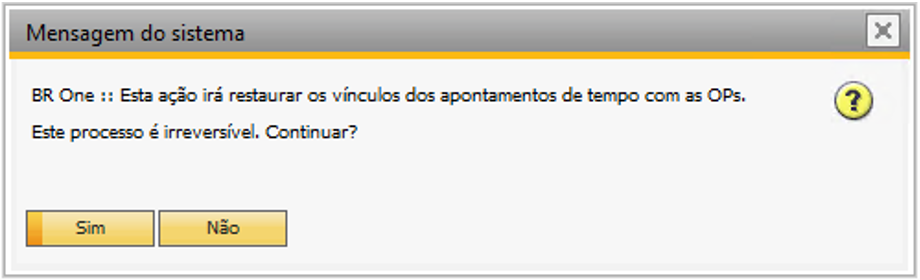 Mensagem do sistema
BR One :: Esta ação irá restaurar os vínculos dos apontamentos de tempo com as OPs.
Este processo é irreversível. Continuar?
Sim
Não